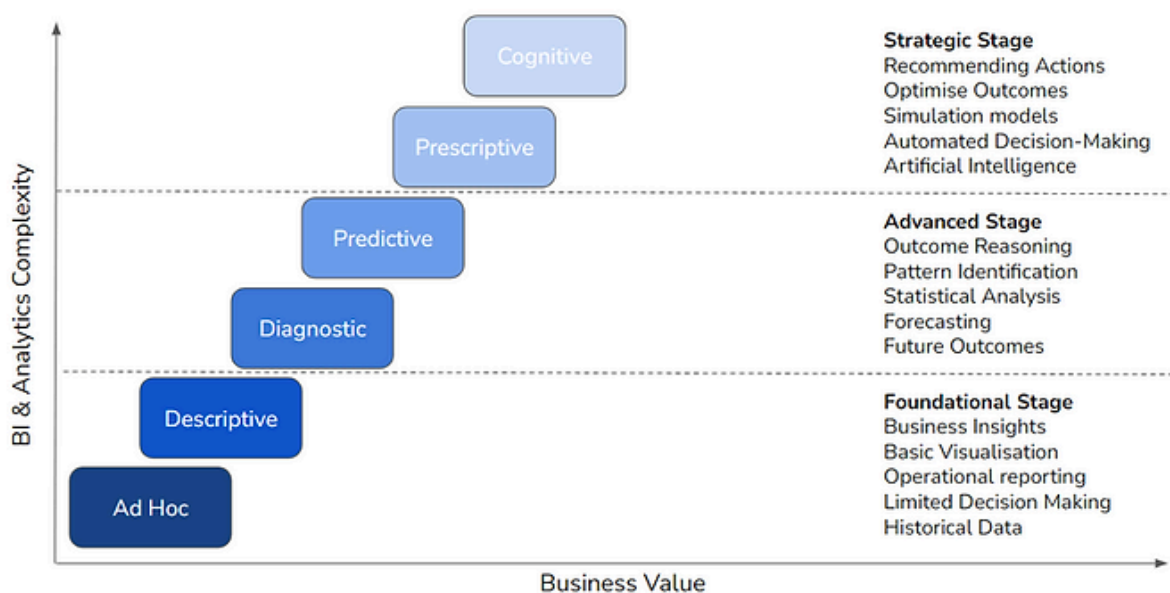 Cognitive
Strategic Stage
Recommending Actions
Optimise Outcomes
Simulation models
Automated Decision-Making
Artificial Intelligence
Prescriptive
Predictive
Advanced Stage
Outcome Reasoning
Pattern Identification
Statistical Analysis
Forecasting
Future Outcomes
Diagnostic
Descriptive
Foundational Stage
Business Insights
Basic Visualisation
Operational reporting
Limited Decision Making
Historical Data
Ad Hoc
BI & Analytics Complexity
Business Value